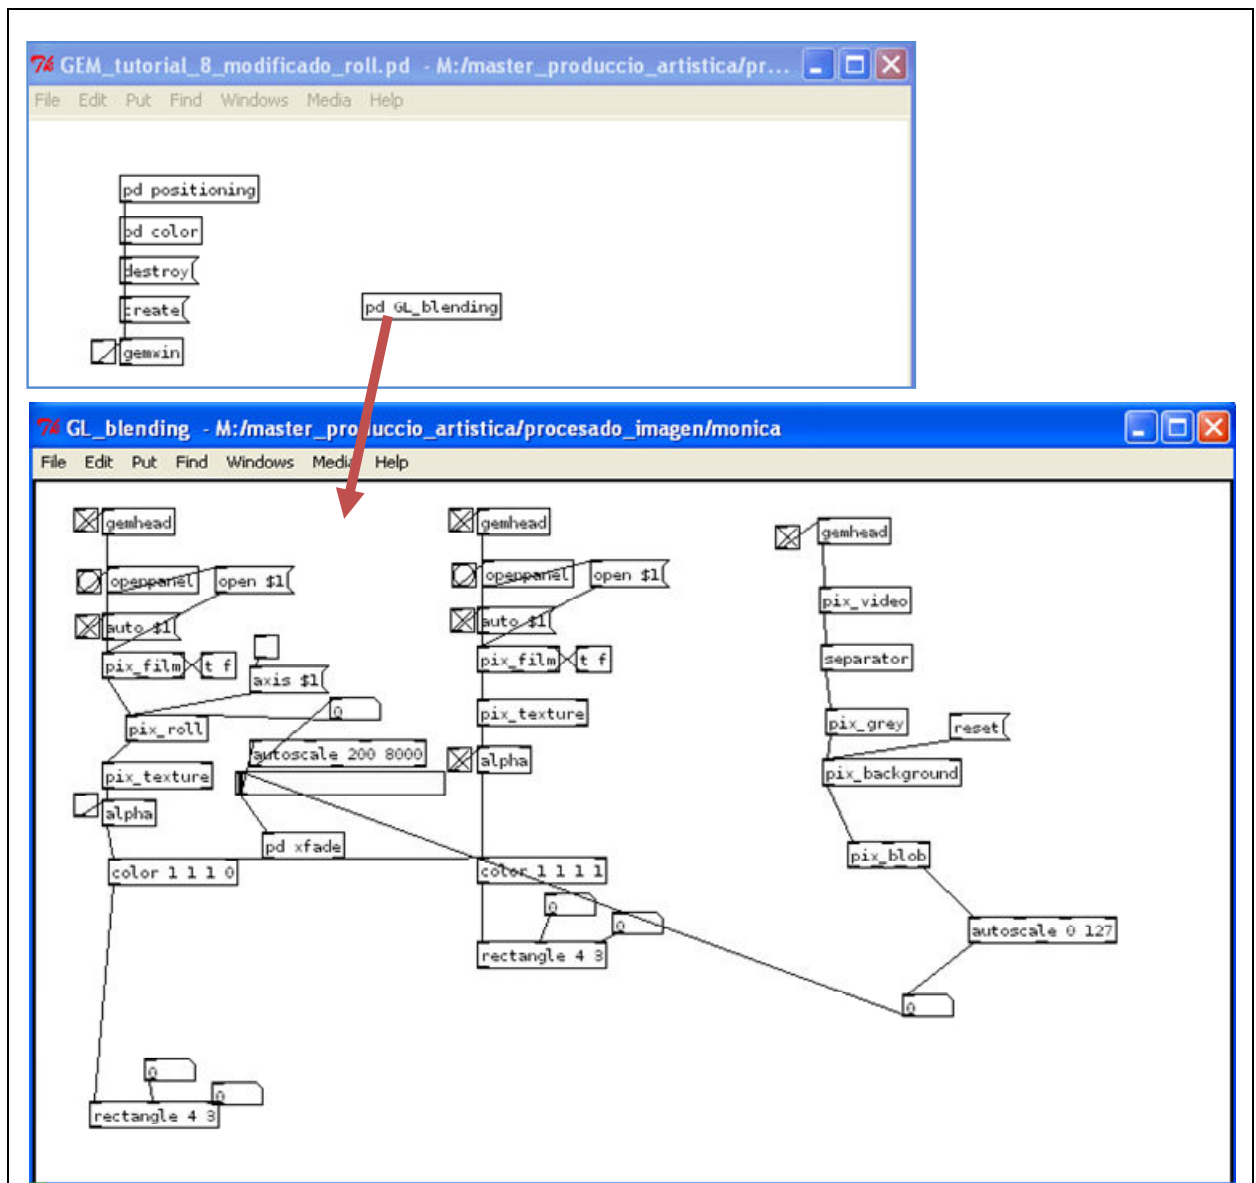 GEM_tutorial_8_modificado_roll.pd - M:/master_produccio_artistica/pr...
File Edit Put Find Windows Media Help
pd positioning
pd color
destroy
create
pd GL_blending
gemwin
GL_blending - M:/master_produccio_artistica/procesado_imagen/monica
File Edit Put Find Windows Media Help
gemhead
openpanel
open $1
auto $1
pix_film
t f
axis $1
0
pix_roll
autoscale 200 8000
pix_texture
alpha
pd xfade
color 1 1 1 0
0
0
rectangle 4 3
gemhead
openpanel
open $1
auto $1
pix_film
t f
pix_texture
alpha
color 1 1 1 1
0
0
rectangle 4 3
gemhead
pix_video
separator
pix_grey
reset
pix_background
pix_blob
autoscale 0 127
0